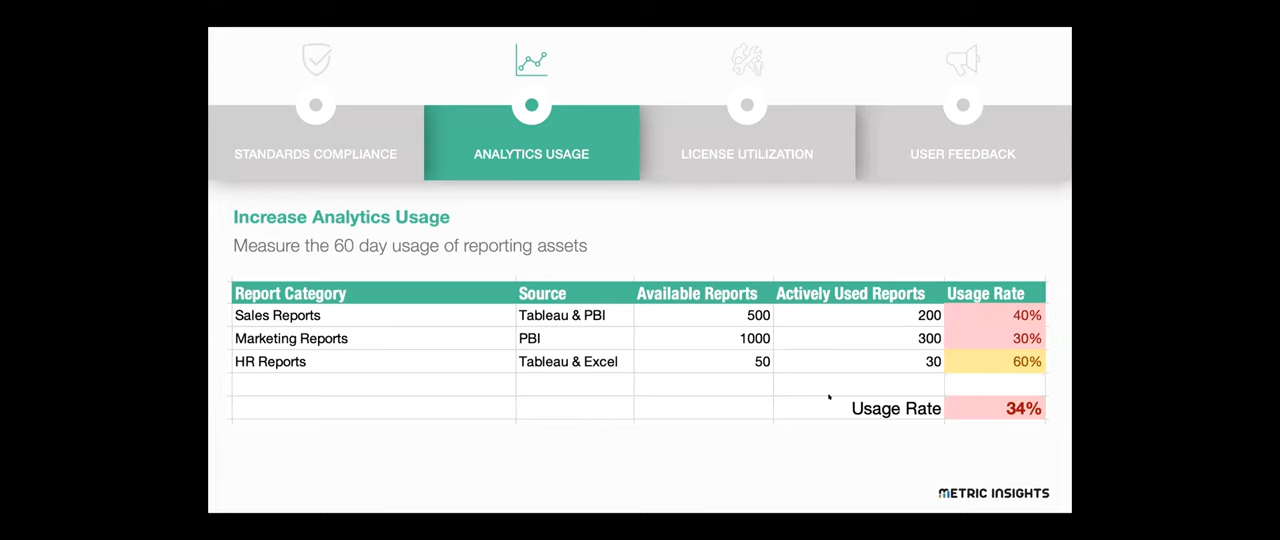 STANDARDS COMPLIANCE ANALYTICS USAGE LICENSE UTILIZATION USER FEEDBACK
Increase Analytics Usage
Measure the 60 day usage of reporting assets
Report Category Source Available Reports Actively Used Reports Usage Rate
Sales Reports Tableau & PBI 500 200 40%
Marketing Reports PBI 1000 300 30%
HR Reports Tableau & Excel 50 30 60%
Usage Rate 34%
METRIC INSIGHTS